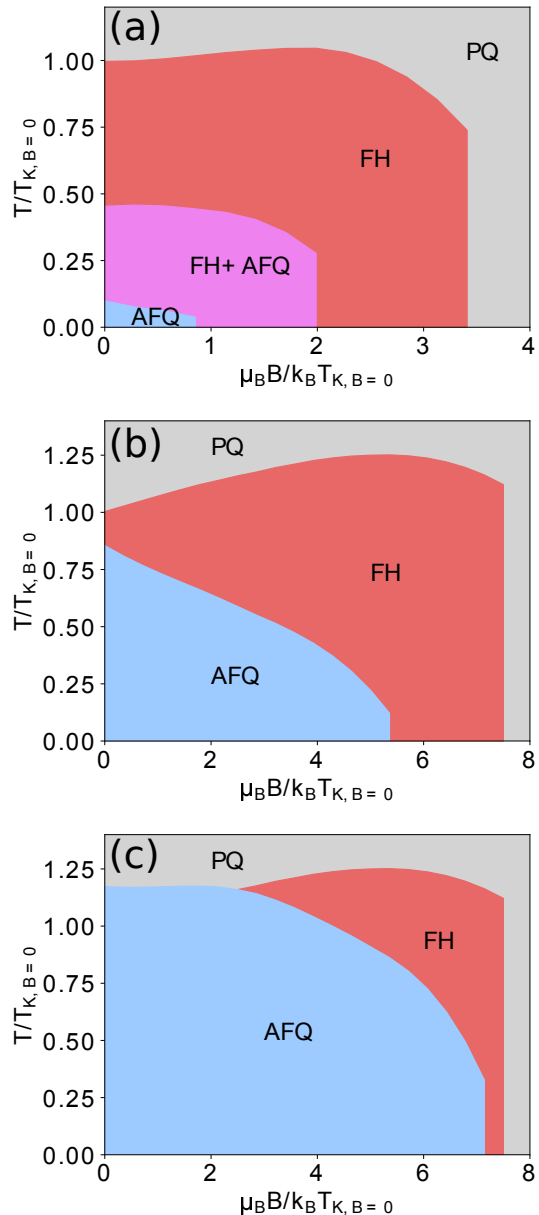 (a)
PQ
1.00
0.75
FH
0.50
FH+ AFQ
0.25
AFQ
0.00
0 1 2 3 4
T/T_K, B = 0
μ_B B/k_B T_K, B = 0
(b)
PQ
1.25
1.00
0.75
FH
0.50
AFQ
0.25
0.00
0 2 4 6 8
T/T_K, B = 0
μ_B B/k_B T_K, B = 0
(c)
PQ
1.25
1.00
FH
0.75
AFQ
0.50
0.25
0.00
0 2 4 6 8
T/T_K, B = 0
μ_B B/k_B T_K, B = 0